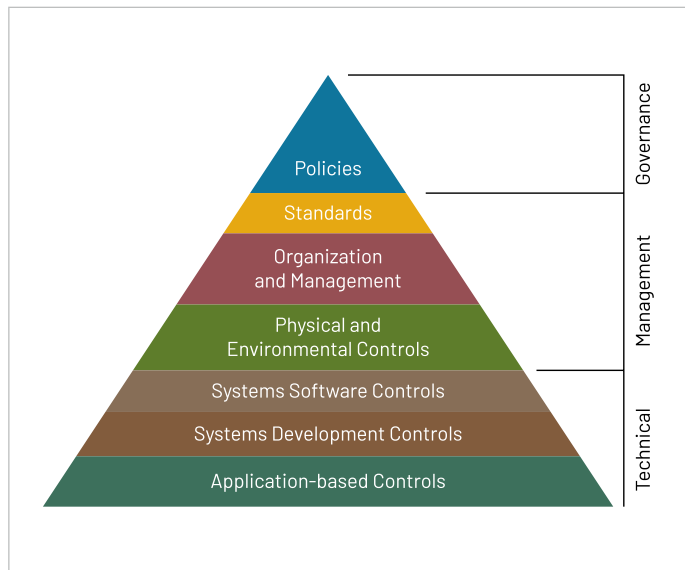 Policies
Standards
Organization
and Management
Physical and
Environmental Controls
Systems Software Controls
Systems Development Controls
Application-based Controls
Governance
Management
Technical